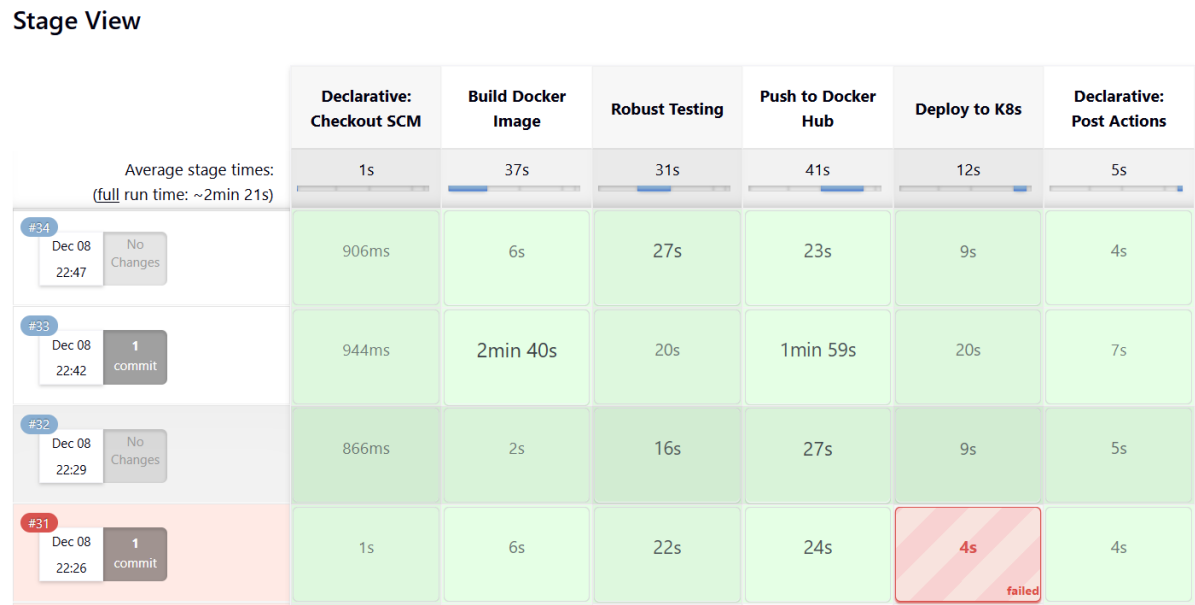 Stage View
Declarative: Checkout SCM
Build Docker Image
Robust Testing
Push to Docker Hub
Deploy to K8s
Declarative: Post Actions
Average stage times:
(full run time: ~2min 21s)
1s
37s
31s
41s
12s
5s
#34
Dec 08
22:47
No
Changes
906ms
6s
27s
23s
9s
4s
#33
Dec 08
22:42
1
commit
944ms
2min 40s
20s
1min 59s
20s
7s
#32
Dec 08
22:29
No
Changes
866ms
2s
16s
27s
9s
5s
#31
Dec 08
22:26
1
commit
1s
6s
22s
24s
4s
failed
4s